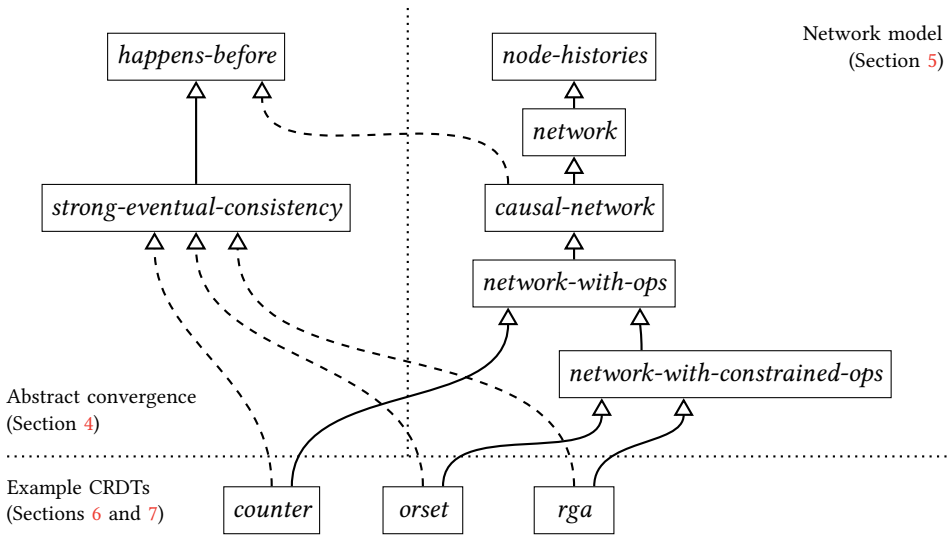 happens-before
node-histories
Network model
(Section 5)
network
strong-eventual-consistency
causal-network
network-with-ops
network-with-constrained-ops
Abstract convergence
(Section 4)
Example CRDTs
(Sections 6 and 7)
counter
orset
rga